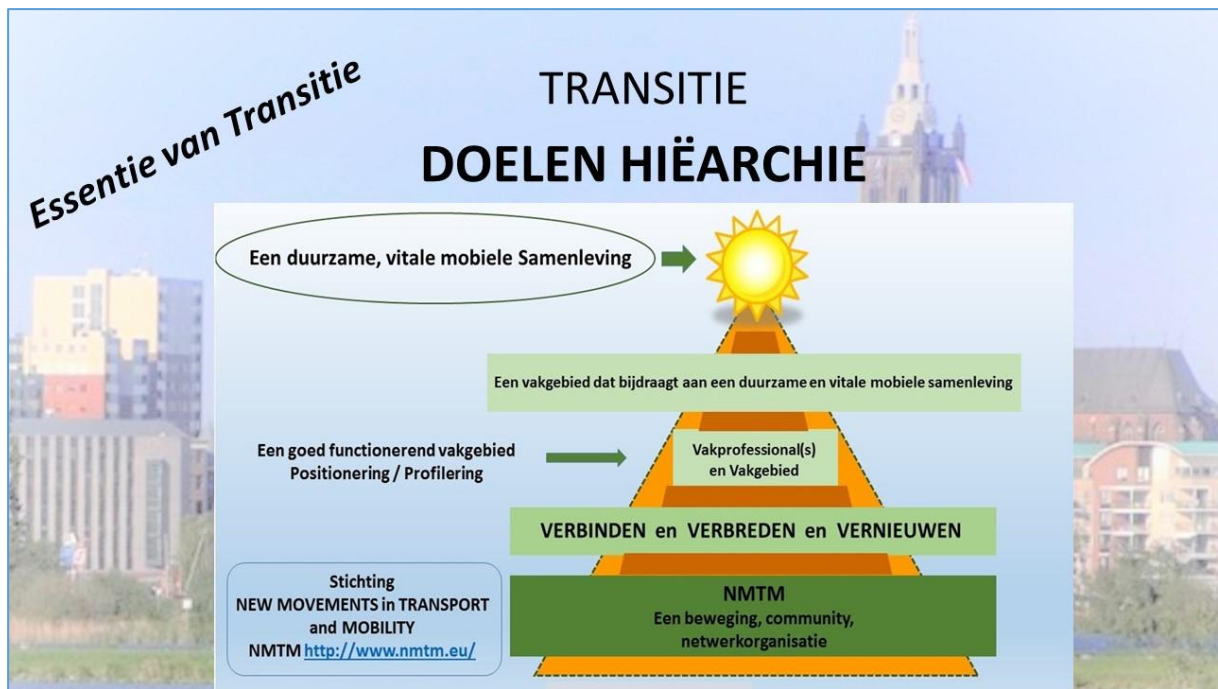 Essentie van Transitie
TRANSITIE
DOELEN HIËARCHIE
Een duurzame, vitale mobiele Samenleving
Een vakgebied dat bijdraagt aan een duurzame en vitale mobiele samenleving
Een goed functionerend vakgebied
Positionering / Profilering
Vakprofessional(s)
en Vakgebied
VERBINDEN en VERBREDEN en VERNIEUWEN
Stichting
NEW MOVEMENTS in TRANSPORT
and MOBILITY
NMTM http://www.nmtm.eu/
NMTM
Een beweging, community,
netwerkorganisatie